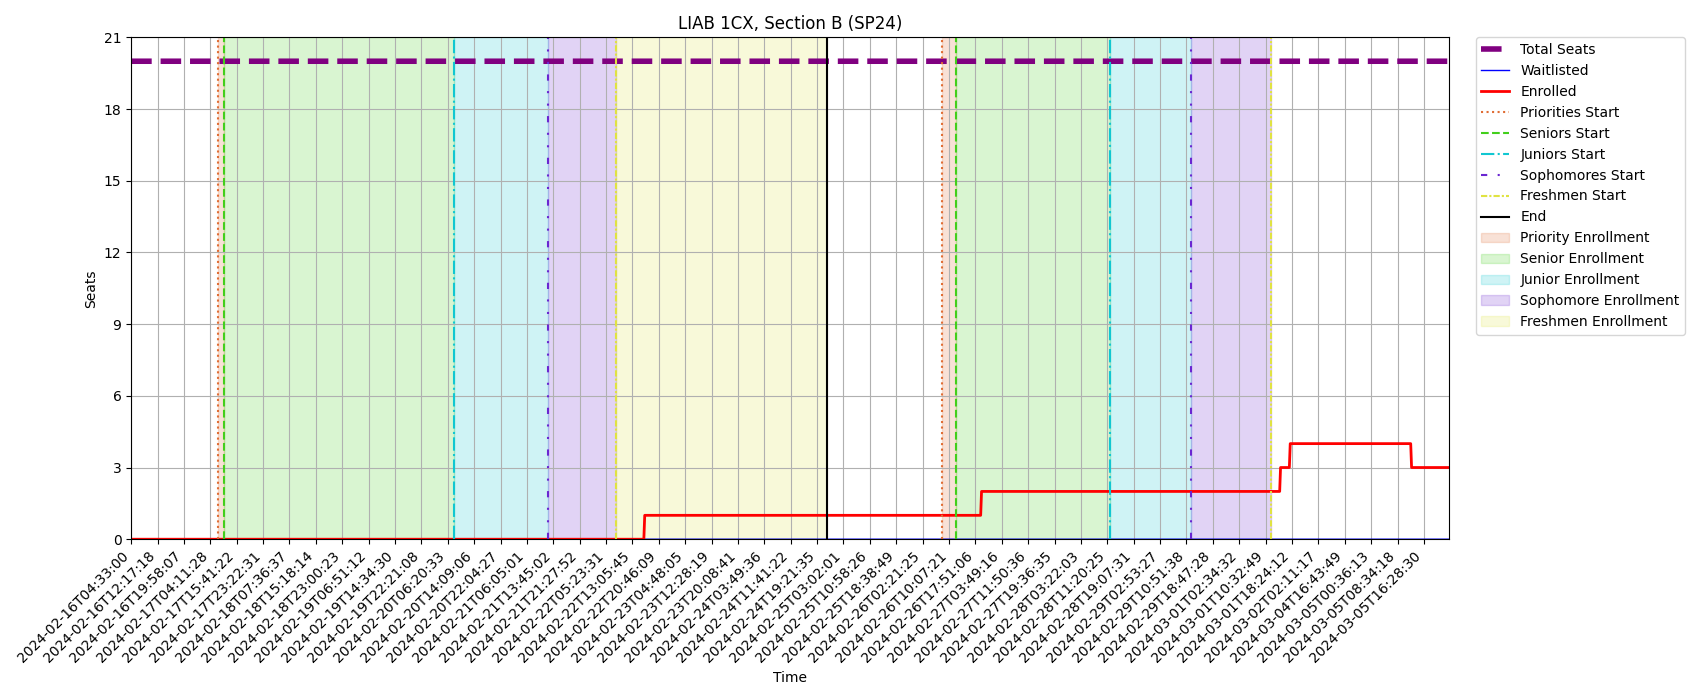 LIAB 1CX, Section B (SP24)
21
18
15
12
9
6
3
0
Seats
2024-02-16T04:33:00
2024-02-16T12:17:18
2024-02-16T19:58:07
2024-02-17T04:11:28
2024-02-17T15:41:22
2024-02-17T23:22:31
2024-02-18T07:36:37
2024-02-18T15:18:14
2024-02-18T23:00:23
2024-02-19T06:51:12
2024-02-19T14:34:30
2024-02-19T22:21:08
2024-02-20T06:20:33
2024-02-20T14:09:06
2024-02-20T22:04:27
2024-02-21T06:05:01
2024-02-21T13:45:02
2024-02-21T21:27:52
2024-02-22T05:23:31
2024-02-22T13:05:45
2024-02-22T20:46:09
2024-02-23T04:48:05
2024-02-23T12:28:19
2024-02-23T20:08:41
2024-02-24T03:49:36
2024-02-24T11:41:22
2024-02-24T19:21:35
2024-02-25T03:02:01
2024-02-25T10:58:26
2024-02-25T18:38:49
2024-02-26T02:21:25
2024-02-26T10:07:21
2024-02-26T17:51:06
2024-02-27T03:49:16
2024-02-27T11:50:36
2024-02-27T19:36:35
2024-02-28T03:22:03
2024-02-28T11:20:25
2024-02-28T19:07:31
2024-02-29T02:53:27
2024-02-29T10:51:38
2024-02-29T18:47:28
2024-03-01T02:34:32
2024-03-01T10:32:49
2024-03-01T18:24:12
2024-03-02T02:11:17
2024-03-04T16:43:49
2024-03-05T00:36:13
2024-03-05T08:34:18
2024-03-05T16:28:30
Time
Total Seats
Waitlisted
Enrolled
Priorities Start
Seniors Start
Juniors Start
Sophomores Start
Freshmen Start
End
Priority Enrollment
Senior Enrollment
Junior Enrollment
Sophomore Enrollment
Freshmen Enrollment